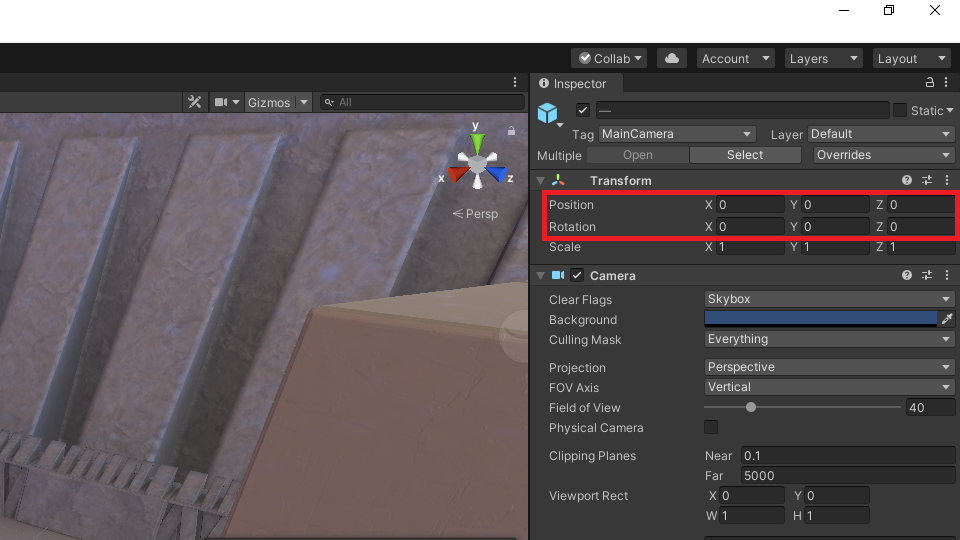 Collab Account Layers Layout
Inspector
Gizmos All
— Static
Tag MainCamera Layer Default
Multiple Open Select Overrides
y
x z
Persp
Transform
Position X 0 Y 0 Z 0
Rotation X 0 Y 0 Z 0
Scale X 1 Y 1 Z 1
Camera
Clear Flags Skybox
Background
Culling Mask Everything
Projection Perspective
FOV Axis Vertical
Field of View 40
Physical Camera
Clipping Planes Near 0.1
Far 5000
Viewport Rect X 0 Y 0
W 1 H 1